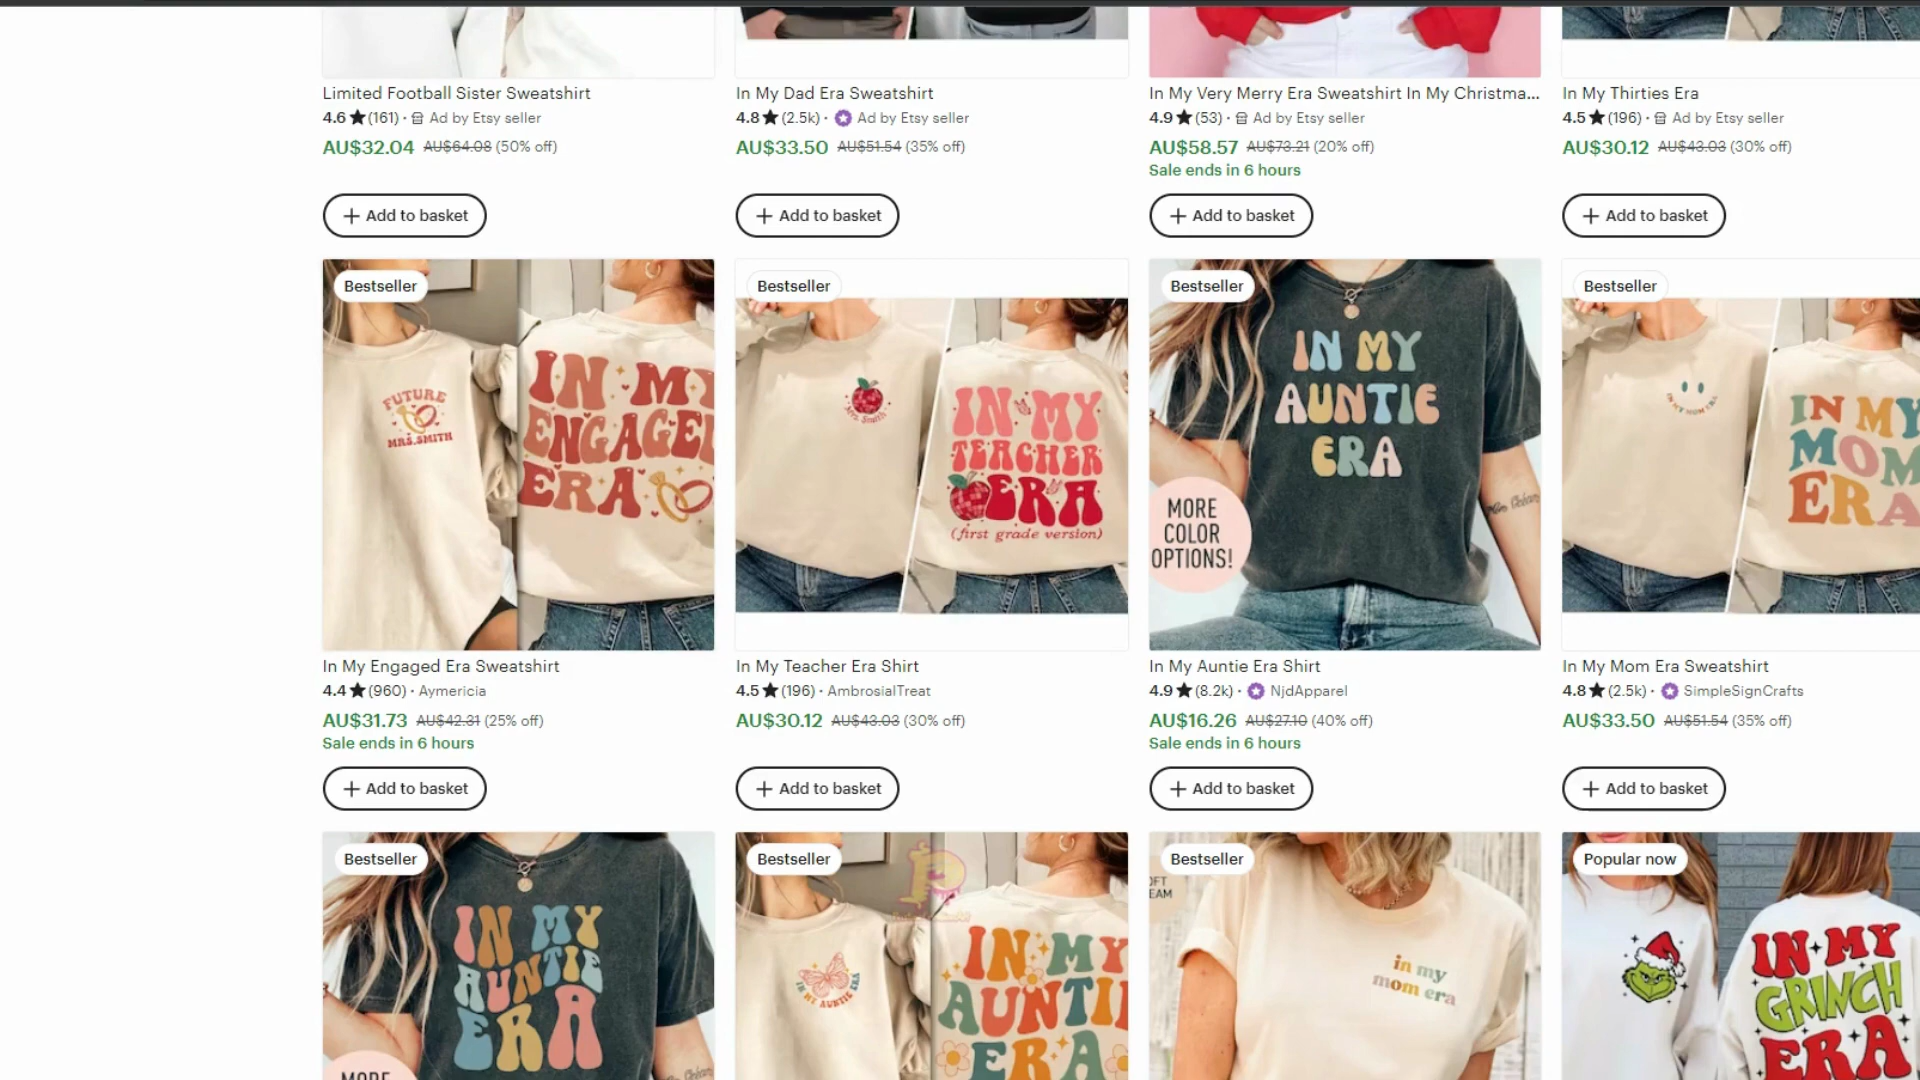 Limited Football Sister Sweatshirt
4.6 ★ (161) · Ad by Etsy seller
AU$32.04 AU$64.08 (50% off)
+ Add to basket
In My Dad Era Sweatshirt
4.8 ★ (2.5k) · Ad by Etsy seller
AU$33.50 AU$51.54 (35% off)
+ Add to basket
In My Very Merry Era Sweatshirt In My Christma...
4.9 ★ (53) · Ad by Etsy seller
AU$58.57 AU$73.21 (20% off)
Sale ends in 6 hours
+ Add to basket
In My Thirties Era
4.5 ★ (196) · Ad by Etsy seller
AU$30.12 AU$43.03 (30% off)
+ Add to basket
Bestseller
FUTURE
MRS.SMITH
IN MY
ENGAGE
ERA
In My Engaged Era Sweatshirt
4.4 ★ (960) · Aymericia
AU$31.73 AU$42.31 (25% off)
Sale ends in 6 hours
+ Add to basket
Bestseller
Mrs. Smith
IN MY
TEACHER
ERA
(first grade version)
In My Teacher Era Shirt
4.5 ★ (196) · AmbrosialTreat
AU$30.12 AU$43.03 (30% off)
+ Add to basket
Bestseller
IN MY
AUNTIE
ERA
MORE
COLOR
OPTIONS!
In My Auntie Era Shirt
4.9 ★ (8.2k) · NjdApparel
AU$16.26 AU$27.10 (40% off)
Sale ends in 6 hours
+ Add to basket
Bestseller
IN MY MOM ERA
IN MY
MOM
ERA
In My Mom Era Sweatshirt
4.8 ★ (2.5k) · SimpleSignCrafts
AU$33.50 AU$51.54 (35% off)
+ Add to basket
Bestseller
IN MY
AUNTIE
ERA
MORE
Bestseller
IN MY AUNTIE ERA
IN MY
AUNTI
ERA
Bestseller
in my
mom era
Popular now
IN MY
GRINCH
ERA